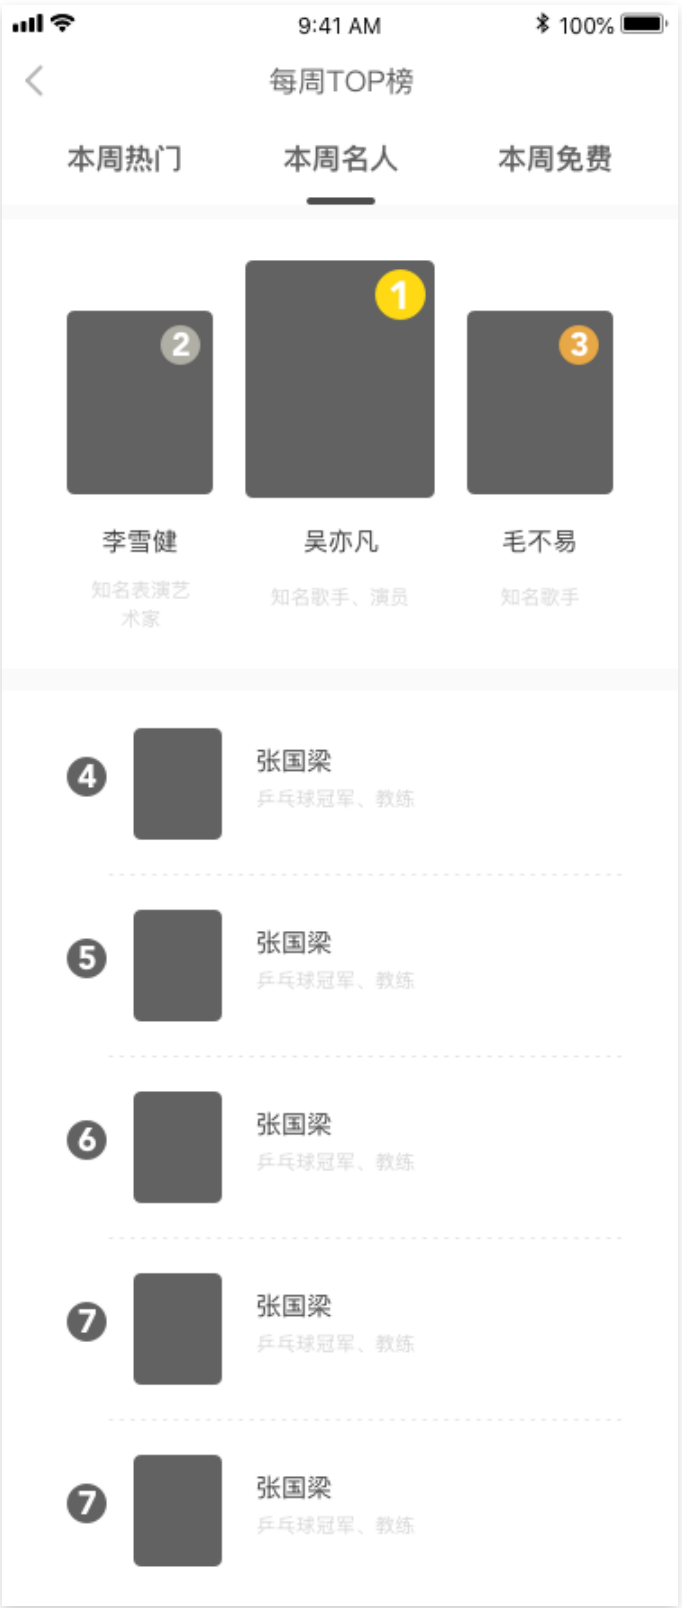 9:41 AM
100%
每周TOP榜
本周热门
本周名人
本周免费
2
1
3
李雪健
吴亦凡
毛不易
知名表演艺
术家
知名歌手、演员
知名歌手
4
张国梁
乒乓球冠军、教练
5
张国梁
乒乓球冠军、教练
6
张国梁
乒乓球冠军、教练
7
张国梁
乒乓球冠军、教练
7
张国梁
乒乓球冠军、教练